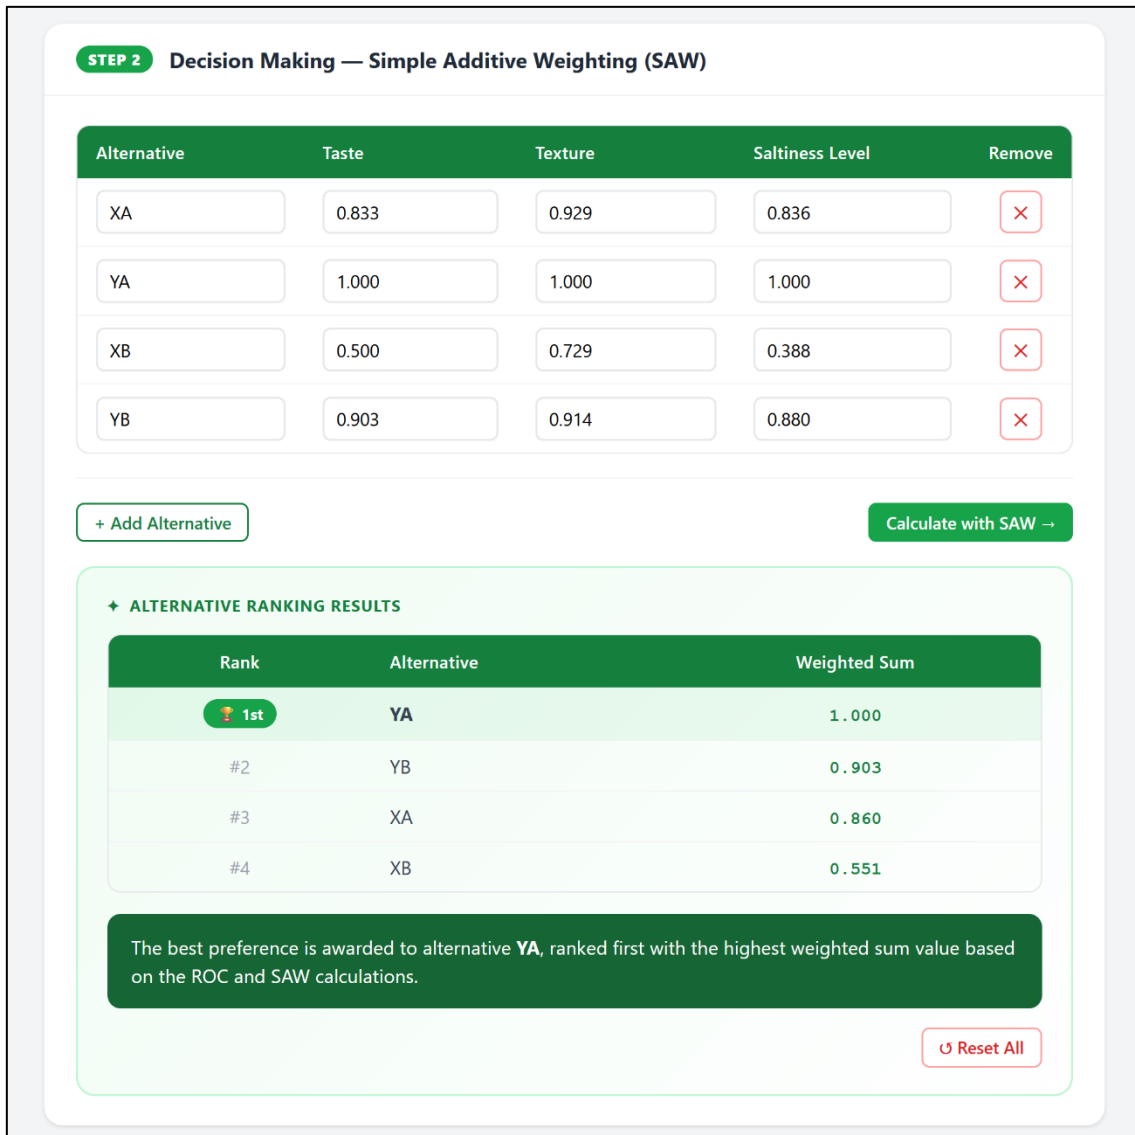 STEP 2 Decision Making — Simple Additive Weighting (SAW)
Alternative Taste Texture Saltiness Level Remove
XA 0.833 0.929 0.836 ×
YA 1.000 1.000 1.000 ×
XB 0.500 0.729 0.388 ×
YB 0.903 0.914 0.880 ×
+ Add Alternative Calculate with SAW →
✦ ALTERNATIVE RANKING RESULTS
Rank Alternative Weighted Sum
🏆 1st YA 1.000
#2 YB 0.903
#3 XA 0.860
#4 XB 0.551
The best preference is awarded to alternative YA, ranked first with the highest weighted sum value based
on the ROC and SAW calculations.
↺ Reset All